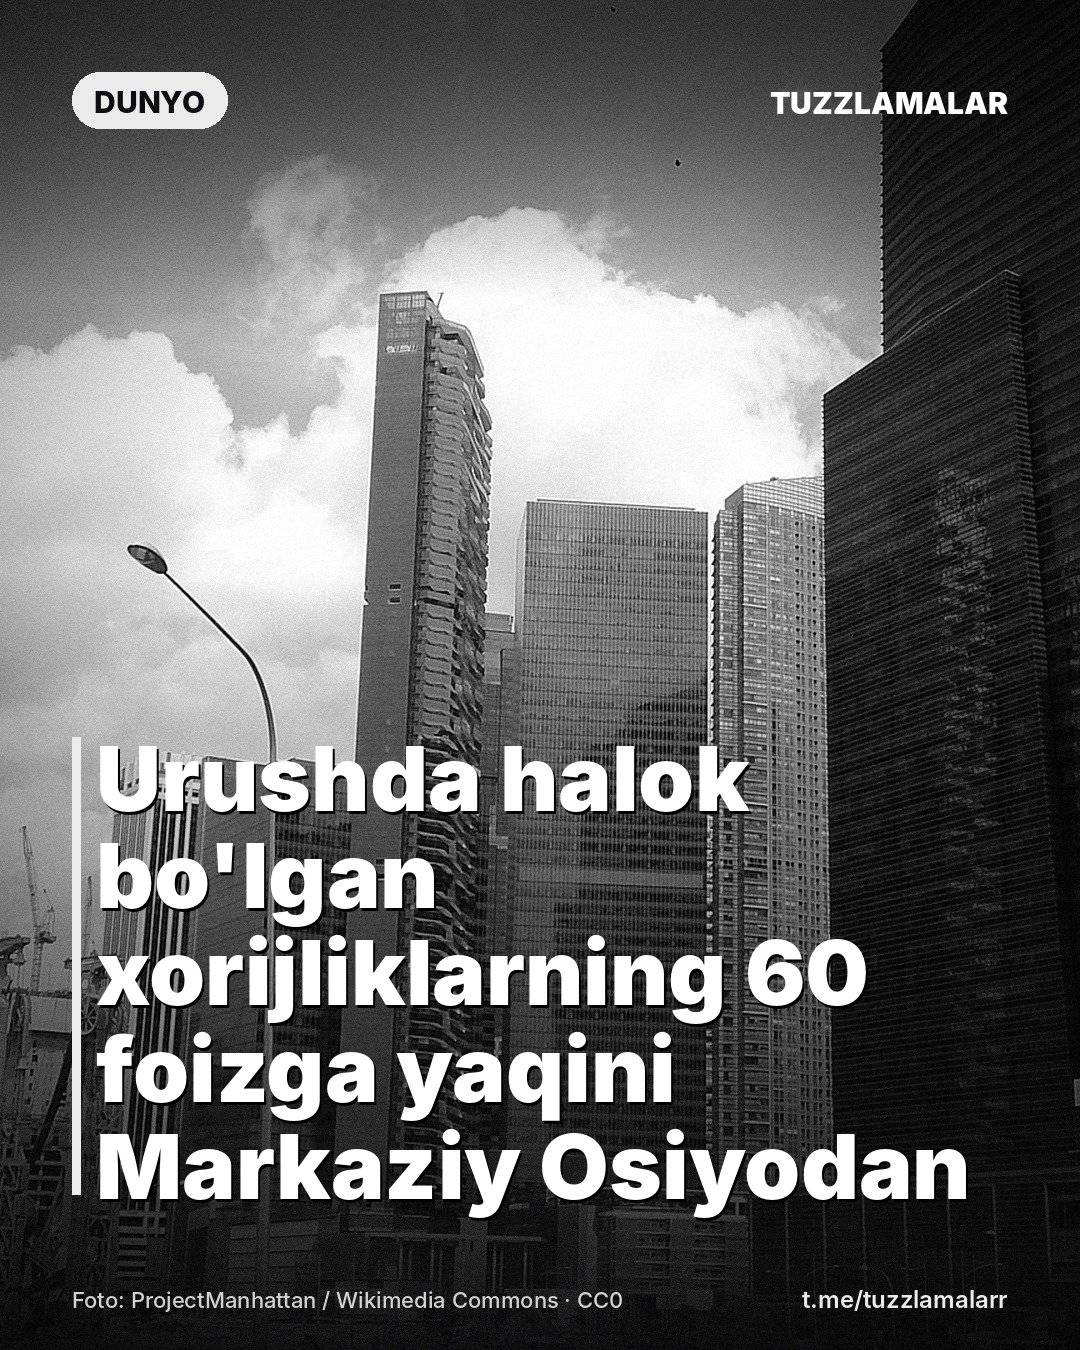 DUNYO
TUZZLAMALAR
Urushda halok
bo'lgan
xorijliklarning 60
foizga yaqini
Markaziy Osiyodan
Foto: ProjectManhattan / Wikimedia Commons · CC0
t.me/tuzzlamalarr